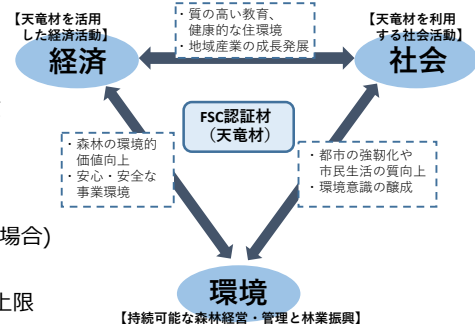 【天竜材を活用
した経済活動】
経済
・質の高い教育、
健康的な住環境
・地域産業の成長発展
【天竜材を利用
する社会活動】
社会
FSC認証材
（天竜材）
・森林の環境的
価値向上
・安心・安全な
事業環境
・都市の強靭化や
市民生活の質向上
・環境意識の醸成
場合)
上限
環境
【持続可能な森林経営・管理と林業振興】